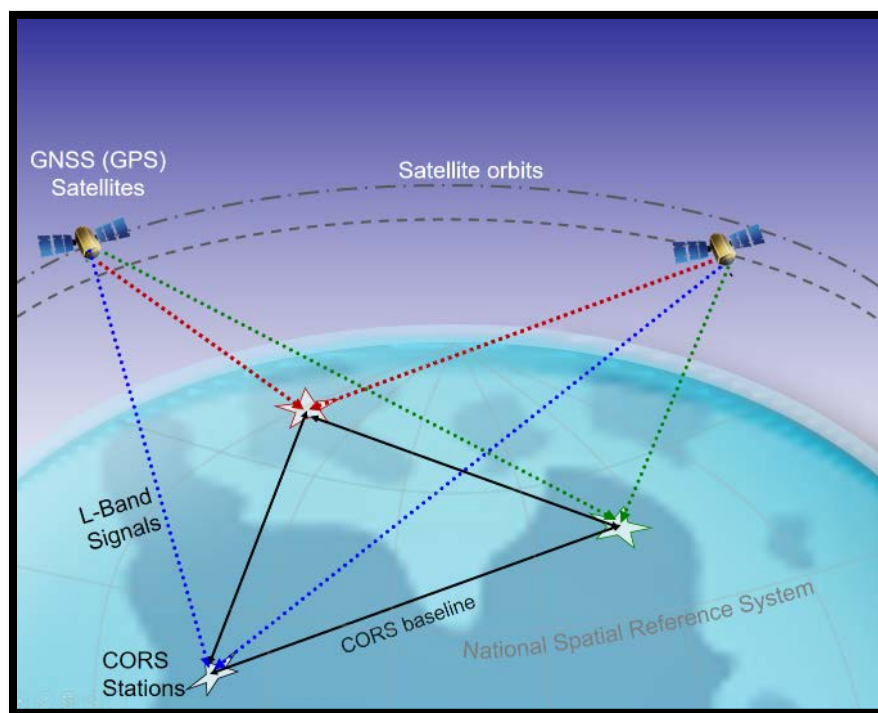 GNSS (GPS)
Satellites
Satellite orbits
L-Band
Signals
CORS baseline
National Spatial Reference System
CORS
Stations